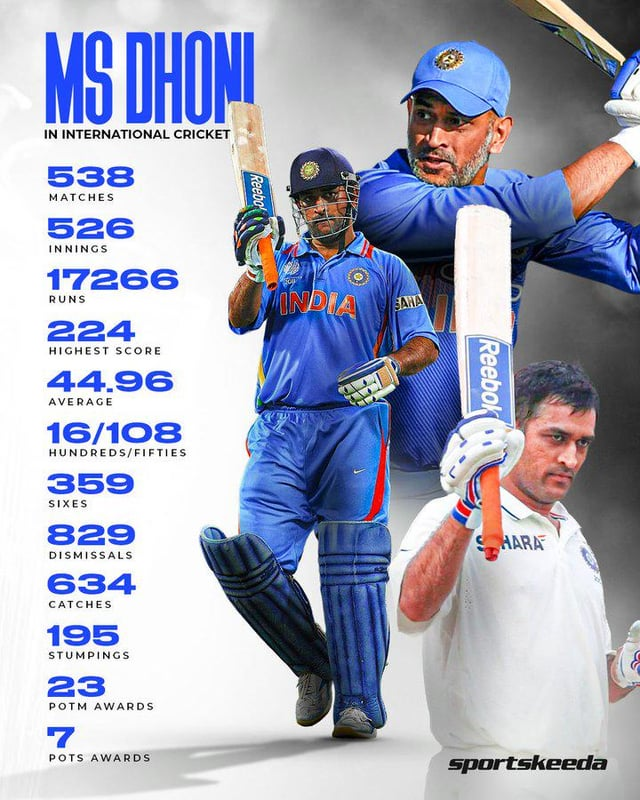 MS DHONI
IN INTERNATIONAL CRICKET
538
MATCHES
526
INNINGS
17266
RUNS
224
HIGHEST SCORE
44.96
AVERAGE
16/108
HUNDREDS/FIFTIES
359
SIXES
829
DISMISSALS
634
CATCHES
195
STUMPINGS
23
POTM AWARDS
7
POTS AWARDS
Reebok
INDIA
SAHA
Reebok
SAHARA
sportskeeda